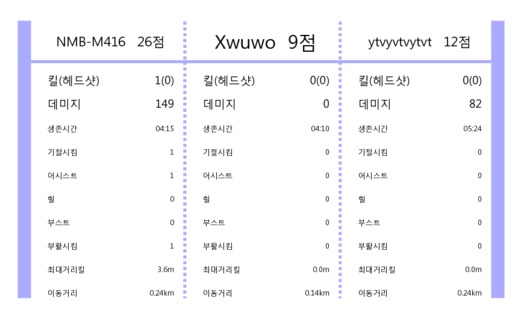 NMB-M416 26점
킬(헤드샷) 1(0)
데미지 149
생존시간 04:15
기절시킴 1
어시스트 1
힐 0
부스트 0
부활시킴 1
최대거리킬 3.6m
이동거리 0.24km
Xwuwo 9점
킬(헤드샷) 0(0)
데미지 0
생존시간 04:10
기절시킴 0
어시스트 0
힐 0
부스트 0
부활시킴 0
최대거리킬 0.0m
이동거리 0.14km
ytvyvtvytvt 12점
킬(헤드샷) 0(0)
데미지 82
생존시간 05:24
기절시킴 0
어시스트 0
힐 0
부스트 0
부활시킴 0
최대거리킬 0.0m
이동거리 0.24km